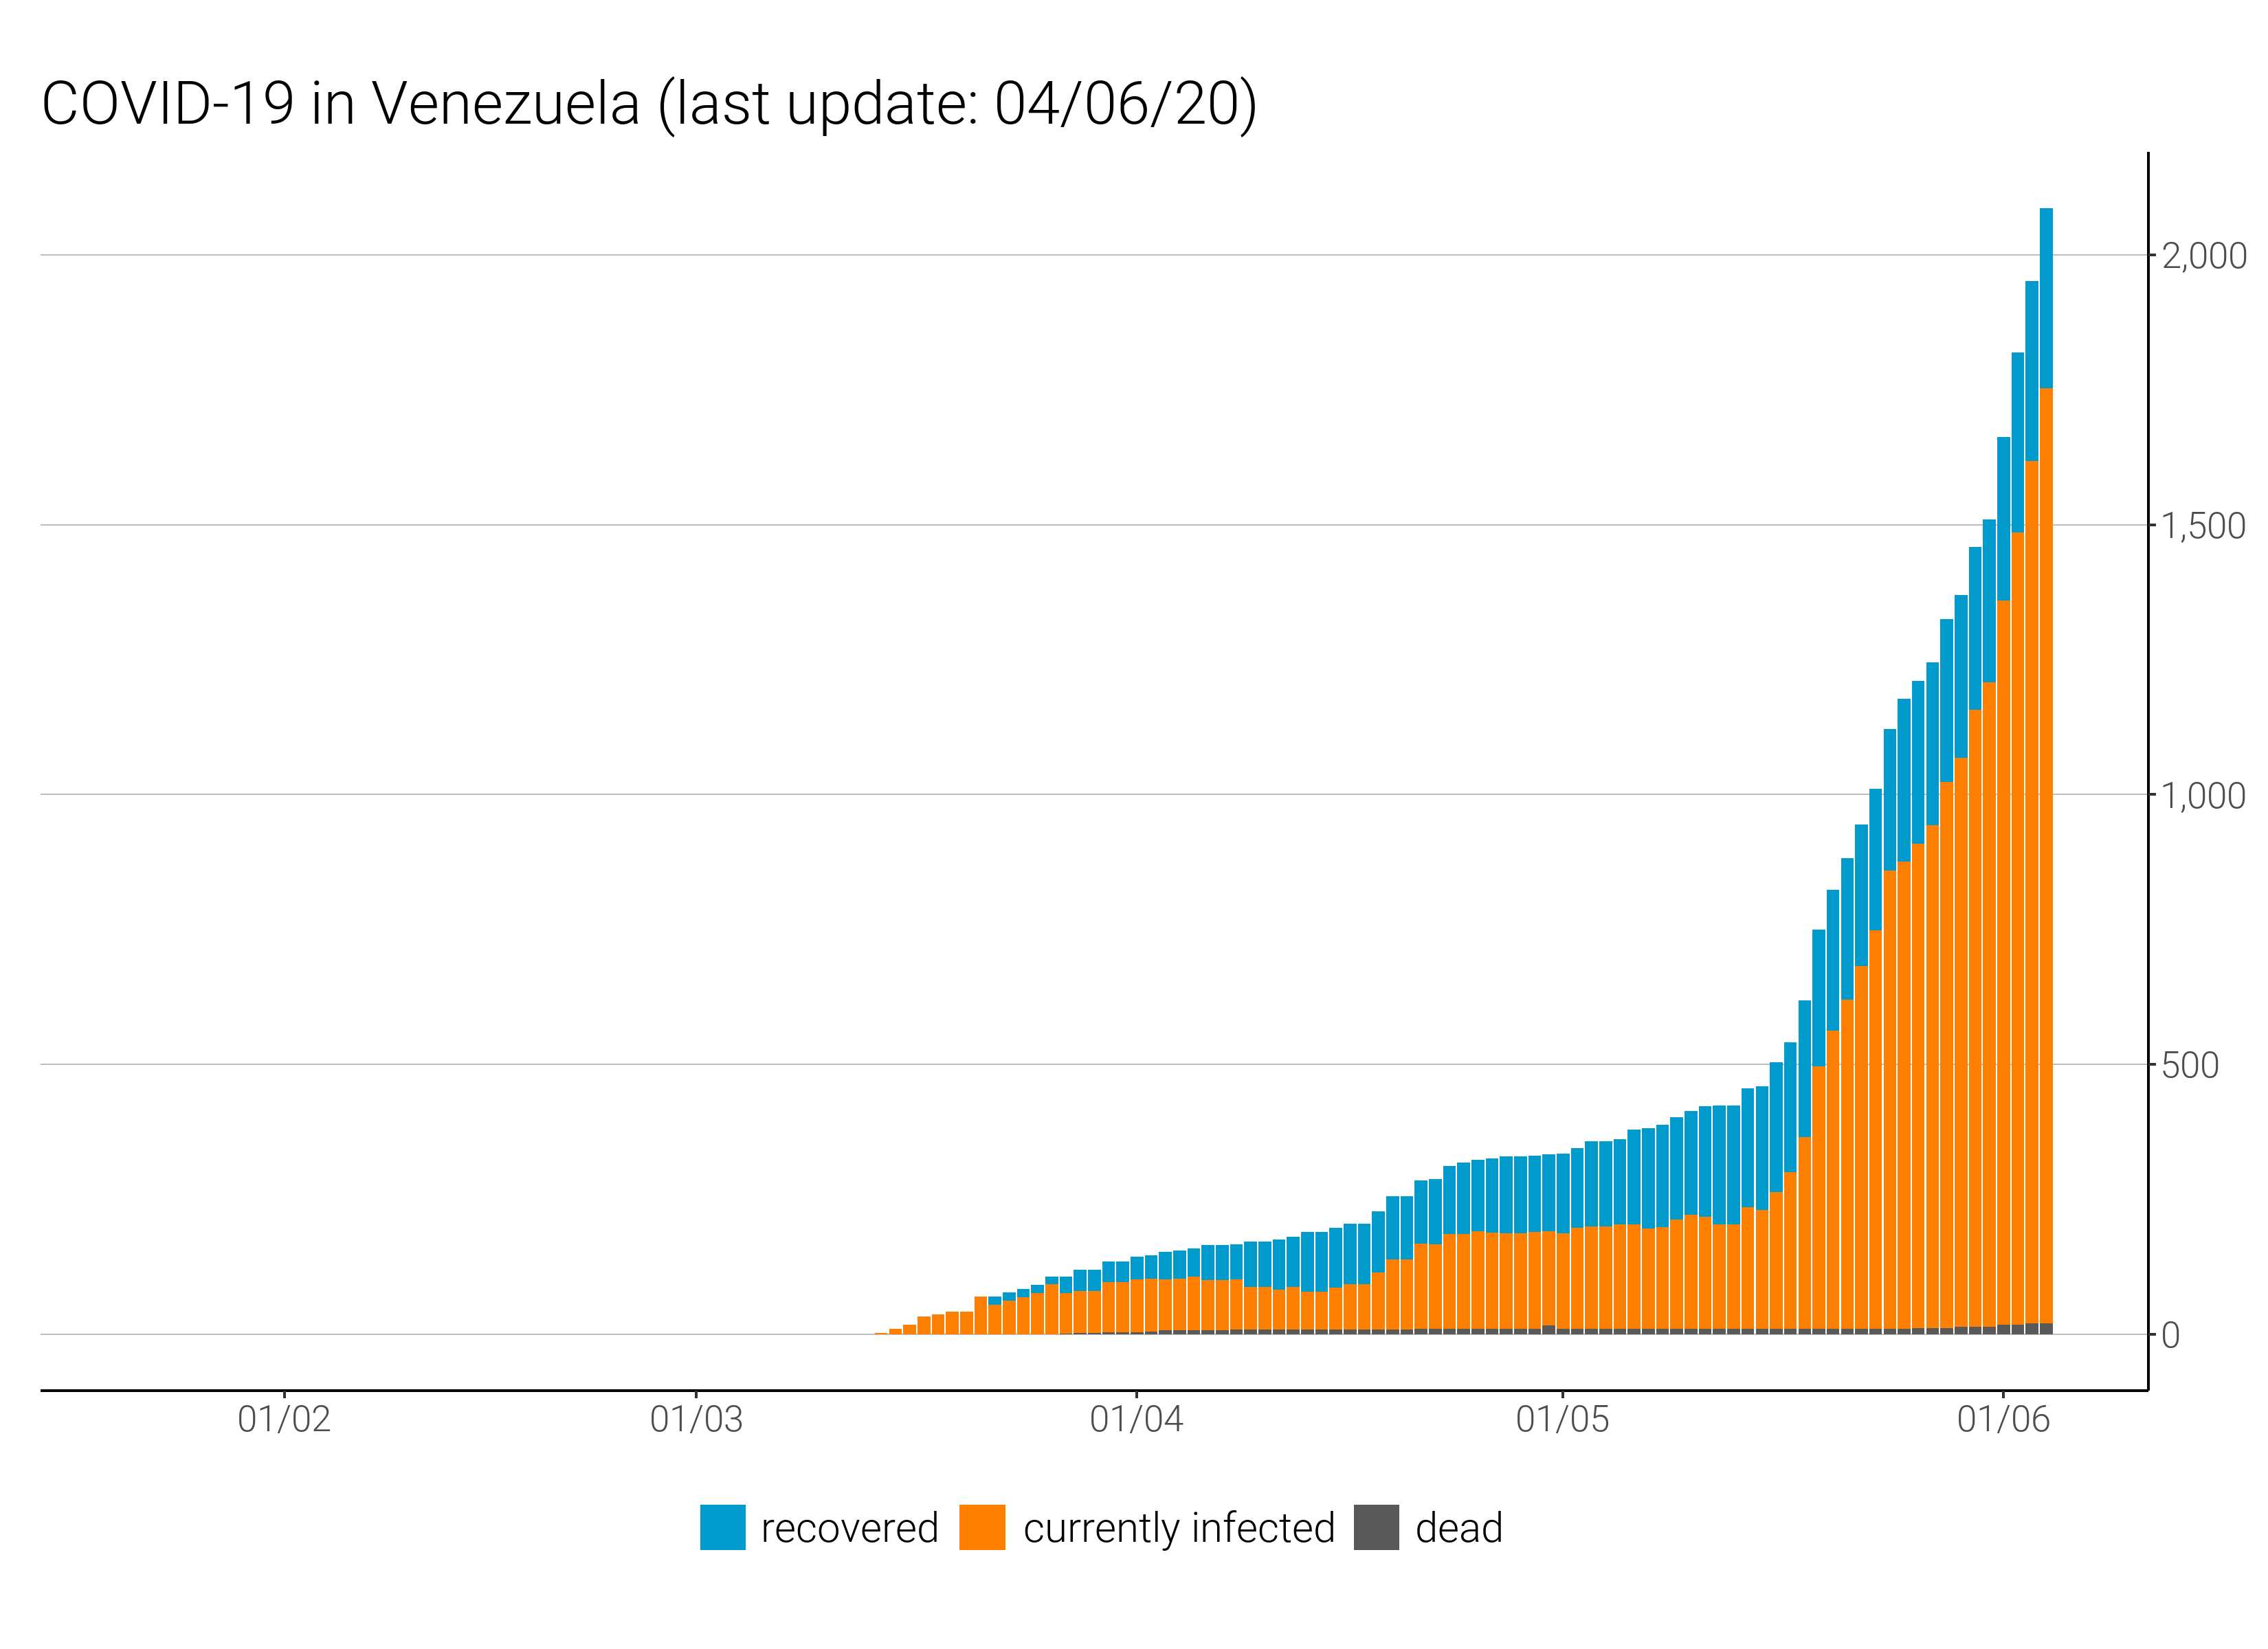 COVID-19 in Venezuela (last update: 04/06/20)
2,000
1,500
1,000
500
0
01/02 01/03 01/04 01/05 01/06
recovered currently infected dead